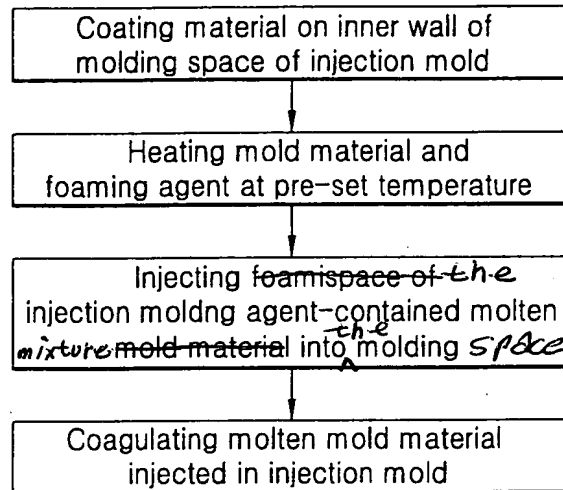 Coating material on inner wall of
molding space of injection mold
Heating mold material and
foaming agent at pre-set temperature
Injecting foamispace of the
injection moldng agent-contained molten
mixture mold material into the molding space
Coagulating molten mold material
injected in injection mold